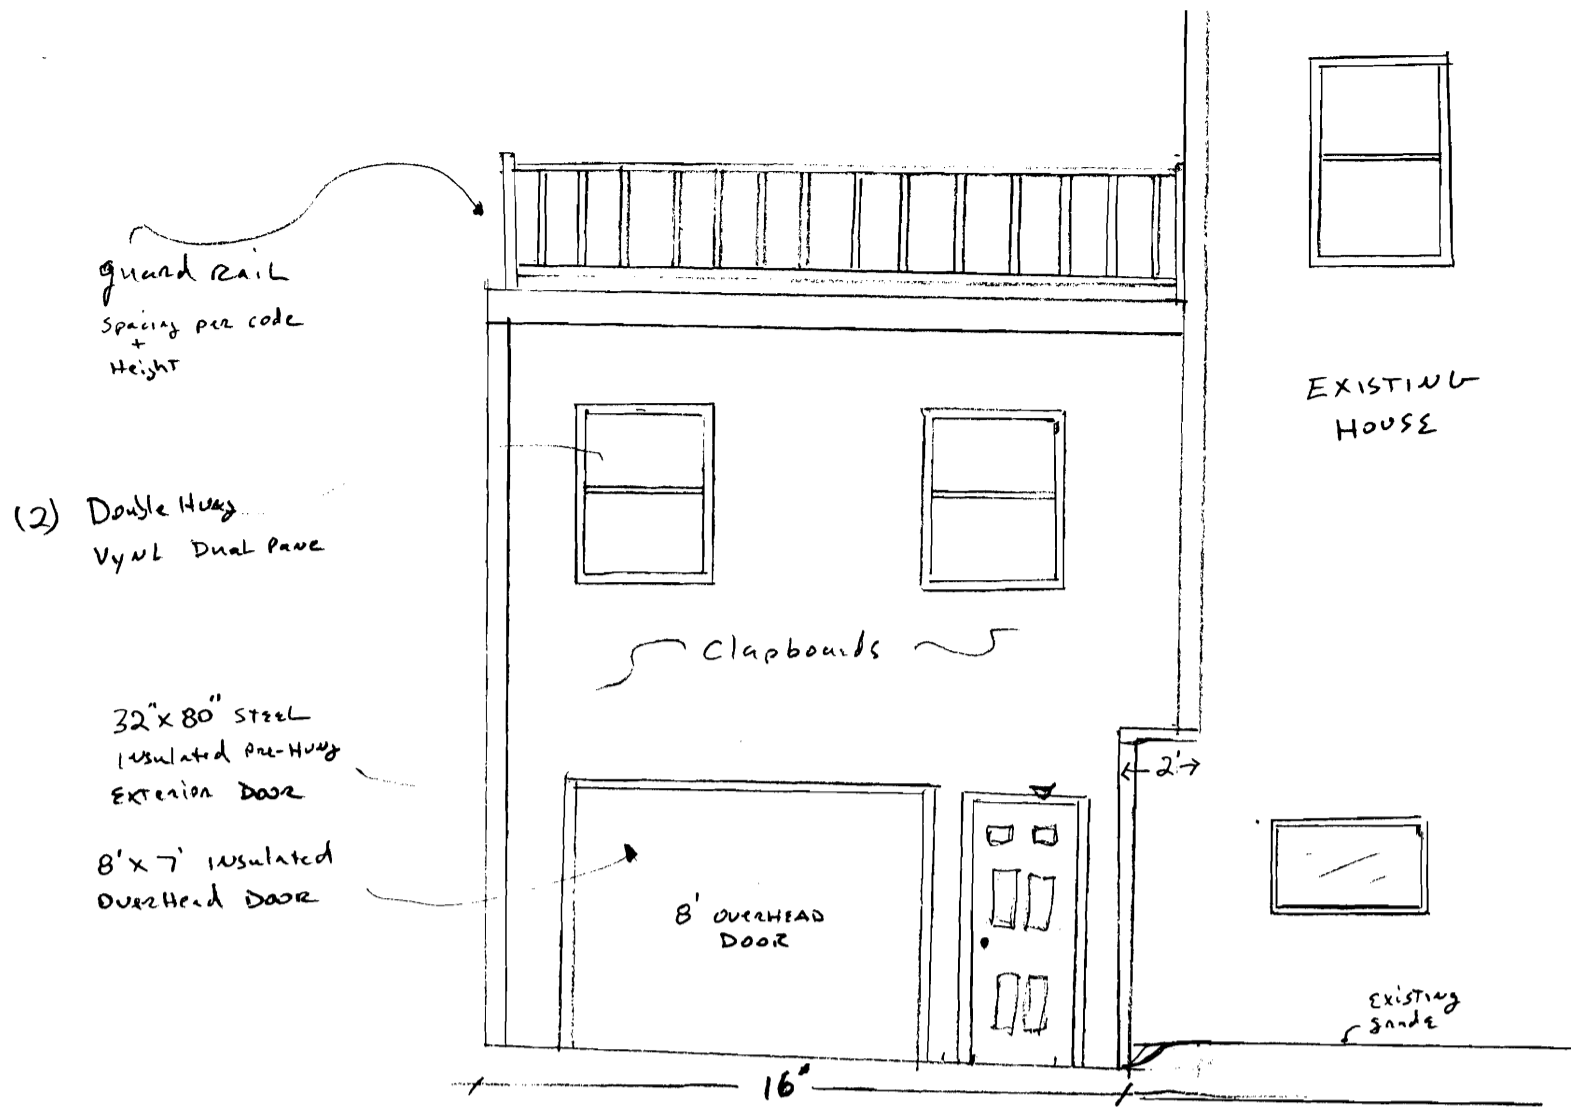 guard rail
Spacing per code
+
Height
EXISTING
HOUSE
(2) Double Hung
VyNL Dual Pane
Clapboards
32"x 80" Steel
Insulated Pre-Hung
Exterior Door
2'
8' x 7' Insulated
Overhead Door
8' OVERHEAD
DOOR
Existing
grade
16"